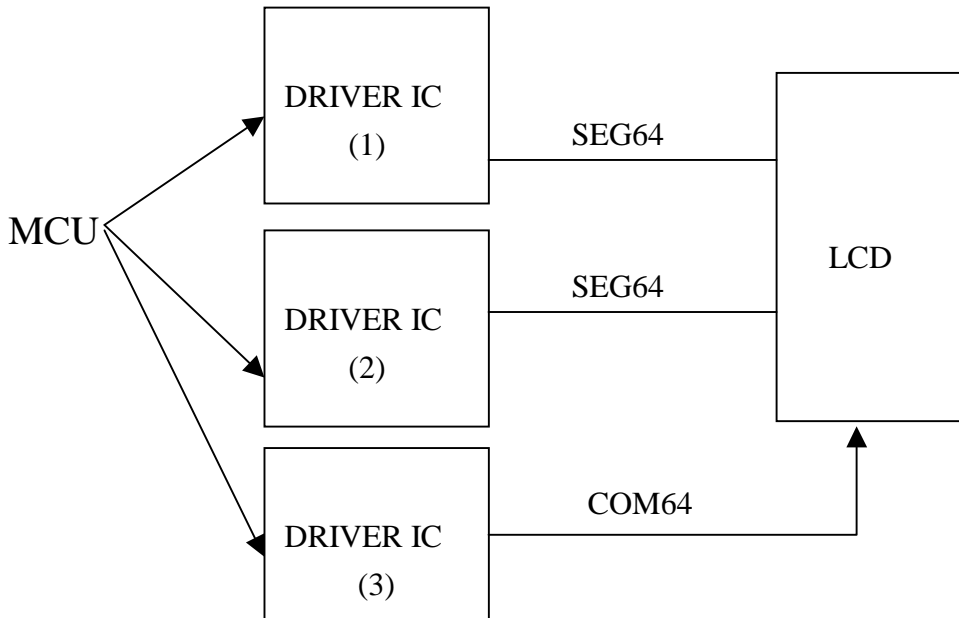 DRIVER IC
(1)
SEG64
MCU
LCD
SEG64
DRIVER IC
(2)
COM64
DRIVER IC
(3)